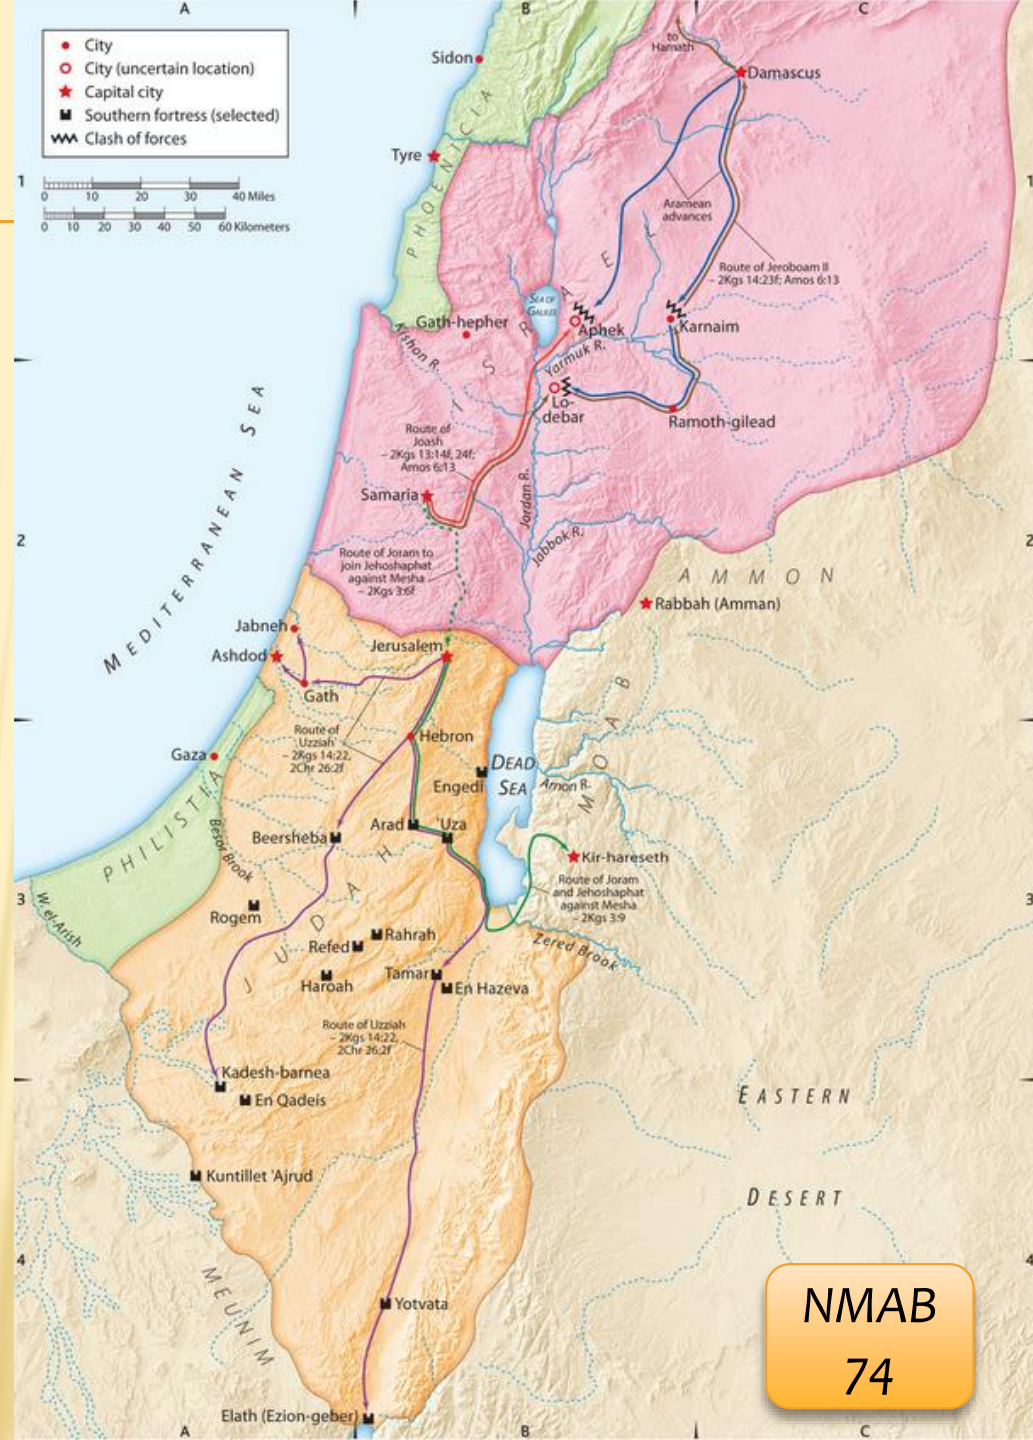 A
B
C
City
City (uncertain location)
Capital city
Southern fortress (selected)
Clash of forces
0 10 20 30 40 Miles
0 10 20 30 40 50 60 Kilometers
1
1
to
Hamath
Damascus
Sidon
PHOENICIA
Tyre
Aramean
advances
Route of Jeroboam II
– 2Kgs 14:23f; Amos 6:13
ISRAEL
SEA OF
GALILEE
Gath-hepher
Kishon R.
Aphek
Karnaim
Yarmuk R.
Lo-
debar
Ramoth-gilead
MEDITERRANEAN SEA
Route of
Joash
– 2Kgs 13:14f, 24f;
Amos 6:13
Samaria
Jordan R.
Jabbok R.
2
2
Route of Joram to
join Jehoshaphat
against Mesha
– 2Kgs 3:6f
AMMON
Rabbah (Amman)
Jabneh
Ashdod
Jerusalem
Gath
Route of
Uzziah
– 2Kgs 14:22,
2Chr 26:2f
Hebron
Gaza
MOAB
DEAD
SEA
Engedi
Arnon R.
PHILISTIA
Besor Brook
Beersheba
Arad
'Uza
Kir-hareseth
Route of Joram
and Jehoshaphat
against Mesha
– 2Kgs 3:9
3
3
W. el-Arish
Rogem
JUDAH
Rahrah
Refed
Zered Brook
Haroah
Tamar
En Hazeva
Route of Uzziah
– 2Kgs 14:22,
2Chr 26:2f
Kadesh-barnea
En Qadeis
EASTERN
DESERT
Kuntillet 'Ajrud
4
4
MEUNIM
Yotvata
NMAB
74
Elath (Ezion-geber)
A
B
C